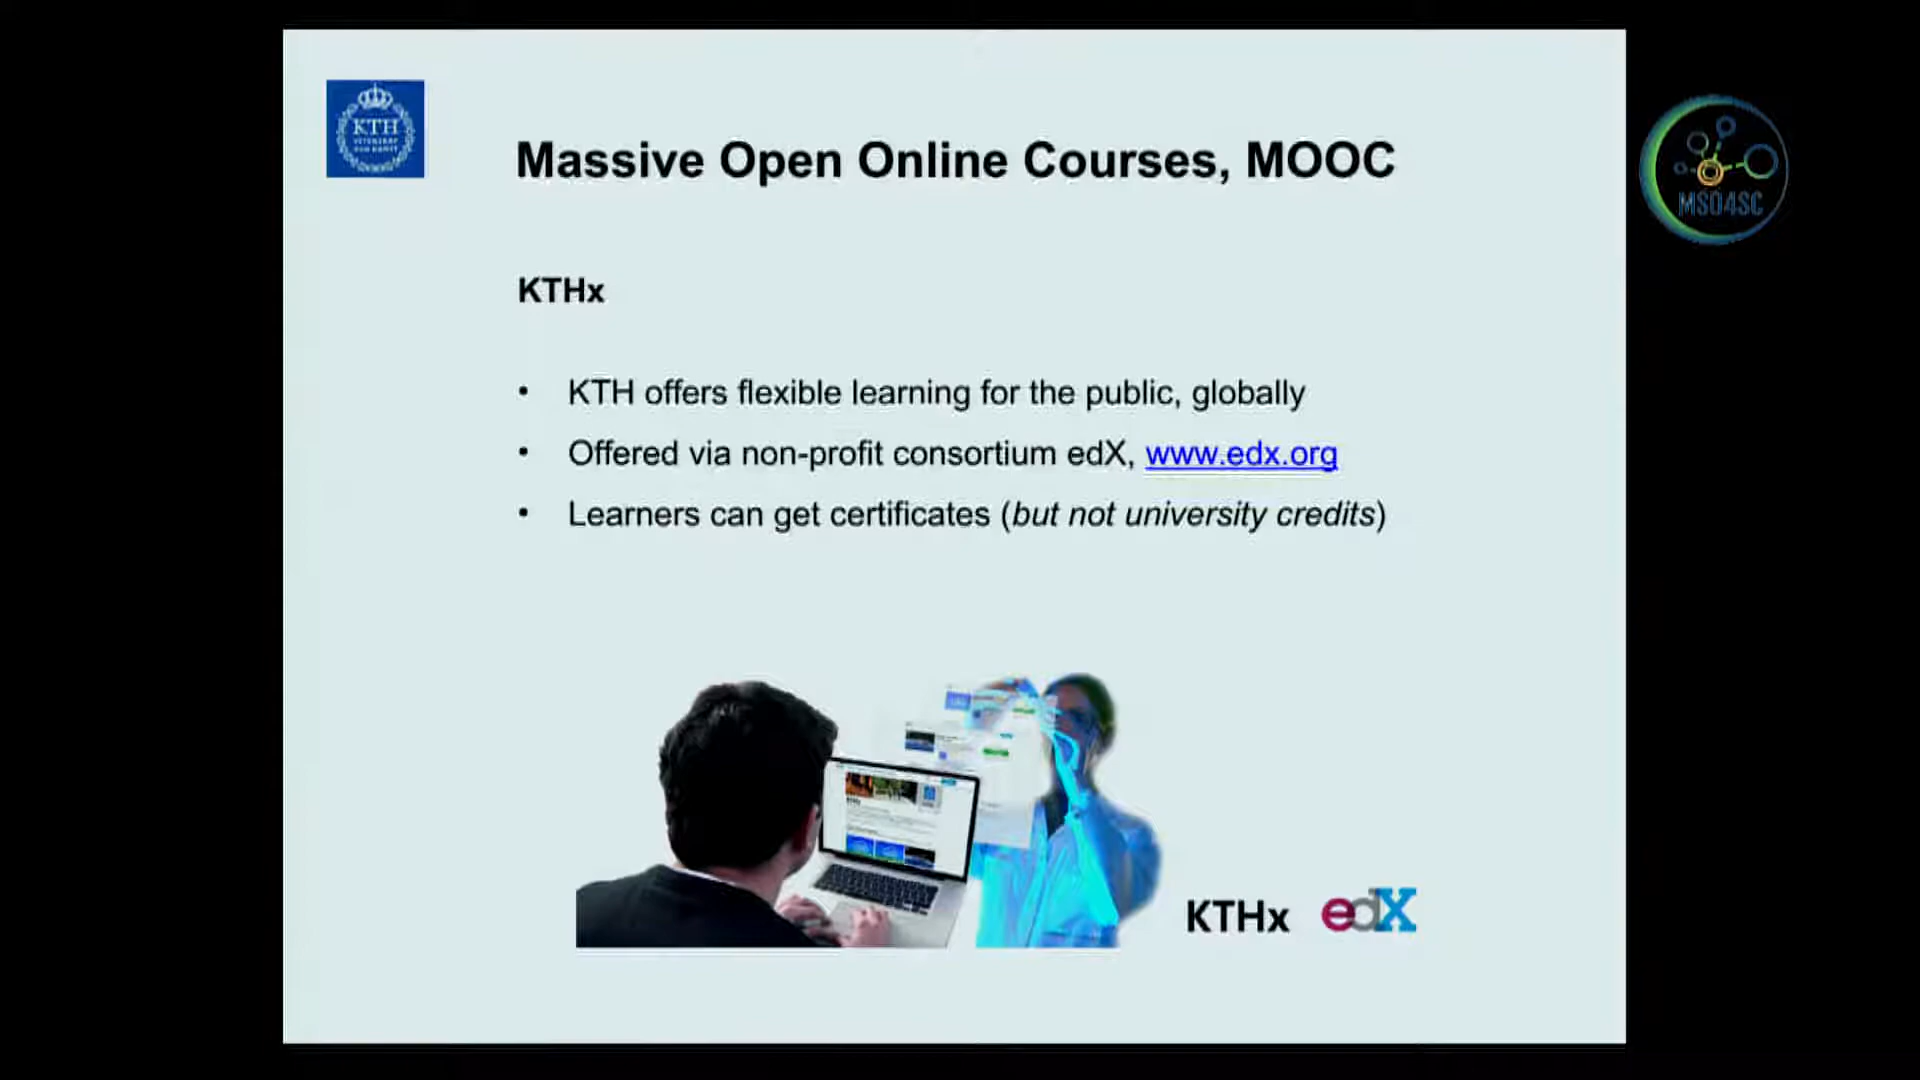 KTH
MSO4SC
Massive Open Online Courses, MOOC
KTHx
• KTH offers flexible learning for the public, globally
• Offered via non-profit consortium edX, www.edx.org
• Learners can get certificates (but not university credits)
KTHx edX